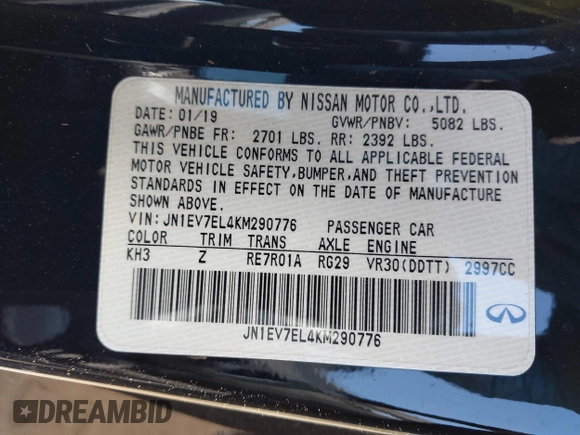 MANUFACTURED BY NISSAN MOTOR CO.,LTD.
DATE: 01/19 GVWR/PNBV: 5082 LBS.
GAWR/PNBE FR: 2701 LBS. RR: 2392 LBS.
THIS VEHICLE CONFORMS TO ALL APPLICABLE FEDERAL
MOTOR VEHICLE SAFETY,BUMPER,AND THEFT PREVENTION
STANDARDS IN EFFECT ON THE DATE OF MANUFACTURE
SHOWN ABOVE.
VIN: JN1EV7EL4KM290776 PASSENGER CAR
COLOR TRIM TRANS AXLE ENGINE
KH3 Z RE7R01A RG29 VR30(DDTT) 2997CC
JN1EV7EL4KM290776
DREAMBID